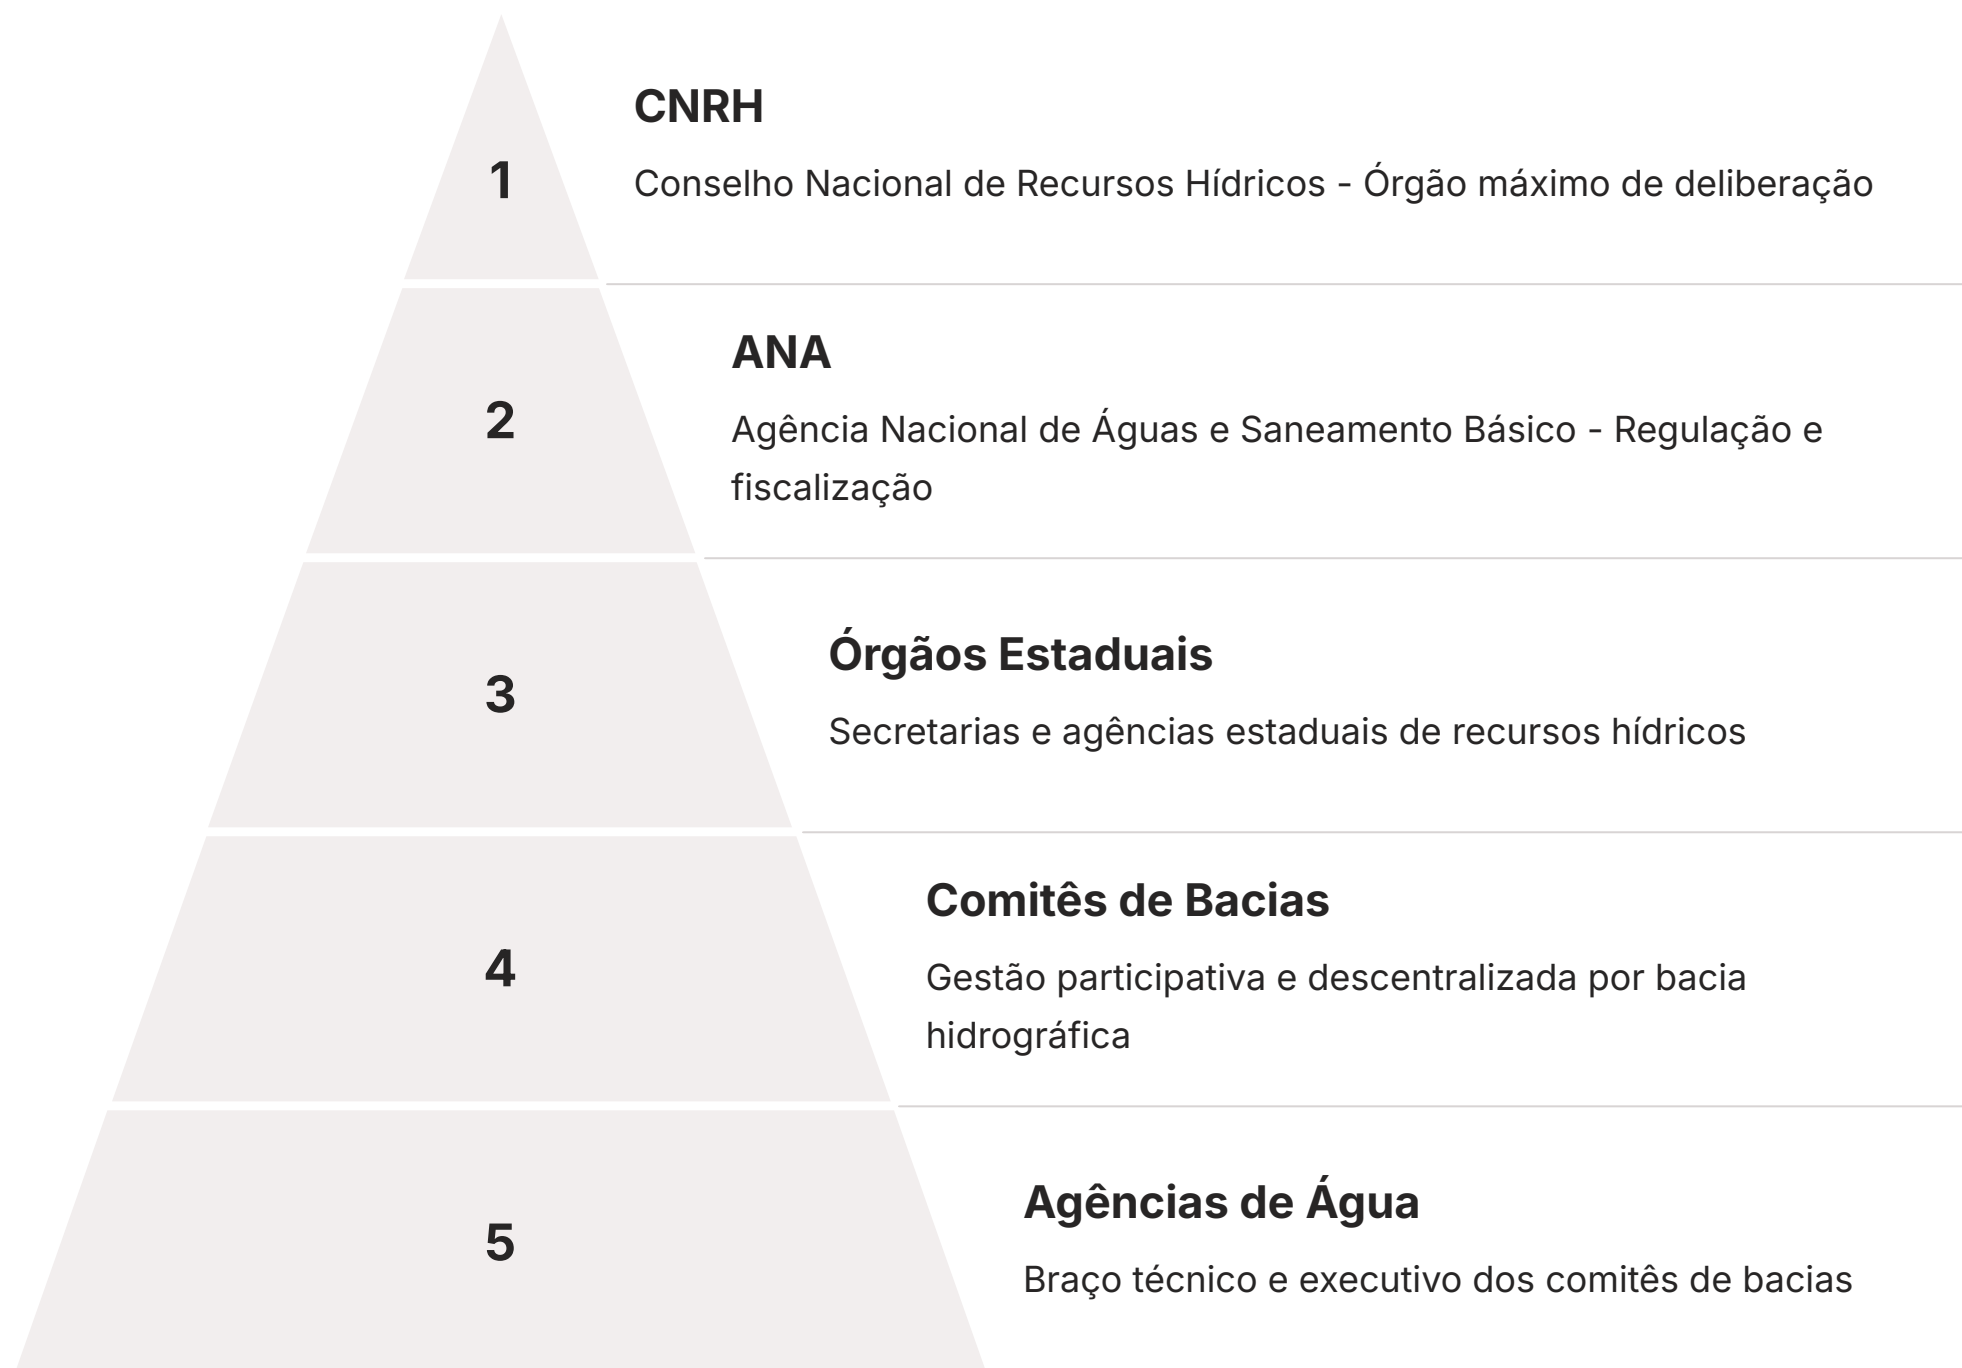 1
CNRH
Conselho Nacional de Recursos Hídricos - Órgão máximo de deliberação
2
ANA
Agência Nacional de Águas e Saneamento Básico - Regulação e
fiscalização
3
Órgãos Estaduais
Secretarias e agências estaduais de recursos hídricos
4
Comitês de Bacias
Gestão participativa e descentralizada por bacia
hidrográfica
5
Agências de Água
Braço técnico e executivo dos comitês de bacias